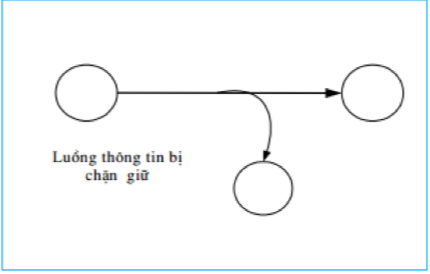 Luồng thông tin bị
chặn giữ